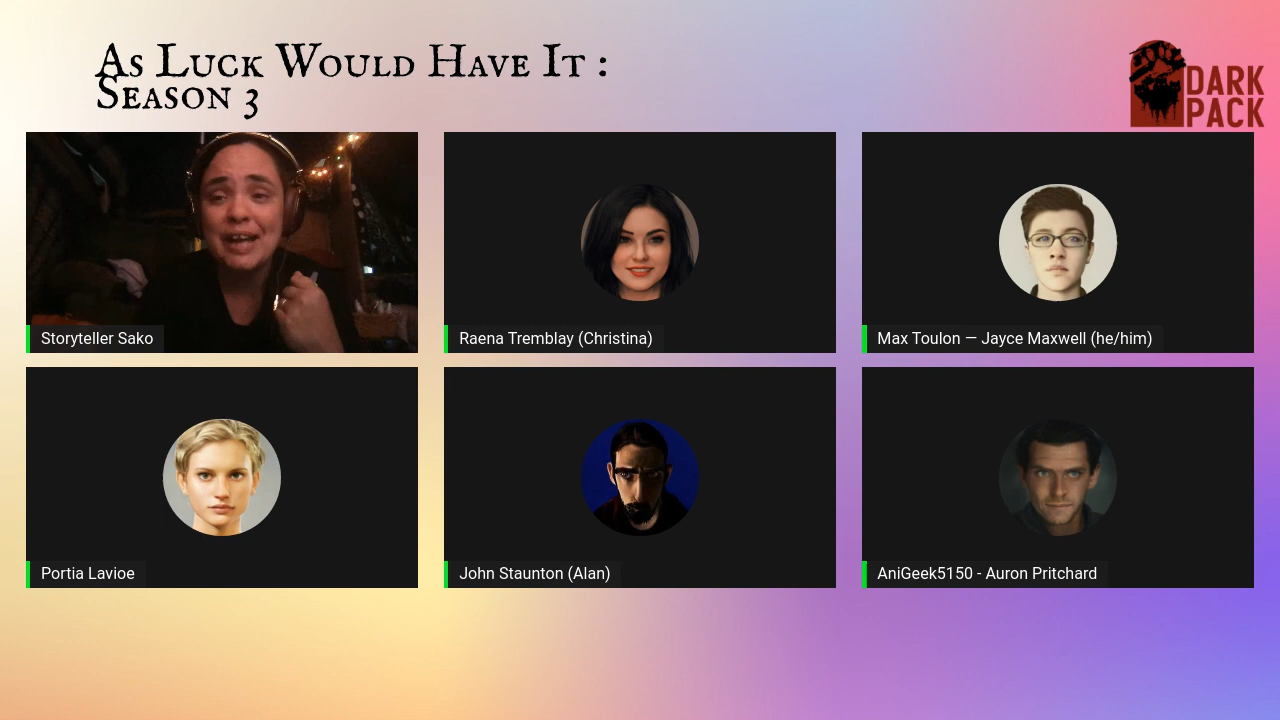 As Luck Would Have It :
Season 3
DARK
PACK
Storyteller Sako
Raena Tremblay (Christina)
Max Toulon — Jayce Maxwell (he/him)
Portia Lavioe
John Staunton (Alan)
AniGeek5150 - Auron Pritchard